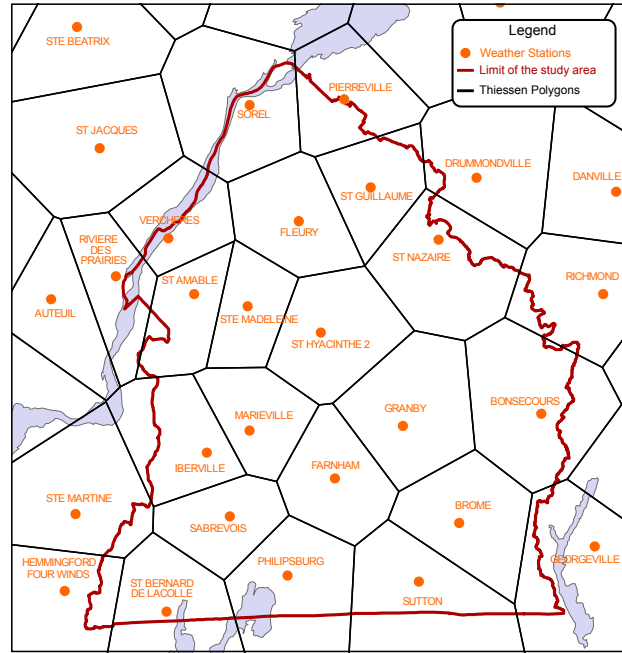 Legend
Weather Stations
Limit of the study area
Thiessen Polygons
STE BEATRIX
PIERREVILLE
SOREL
ST JACQUES
DRUMMONDVILLE
ST GUILLAUME
DANVILLE
VERCHERES
FLEURY
RIVIERE
DES
PRAIRIES
ST NAZAIRE
ST AMABLE
RICHMOND
AUTEUIL
STE MADELEINE
ST HYACINTHE 2
BONSECOURS
MARIEVILLE
GRANBY
IBERVILLE
FARNHAM
STE MARTINE
BROME
SABREVOIS
GEORGEVILLE
HEMMINGFORD
FOUR WINDS
PHILIPSBURG
ST BERNARD
DE LACOLLE
SUTTON